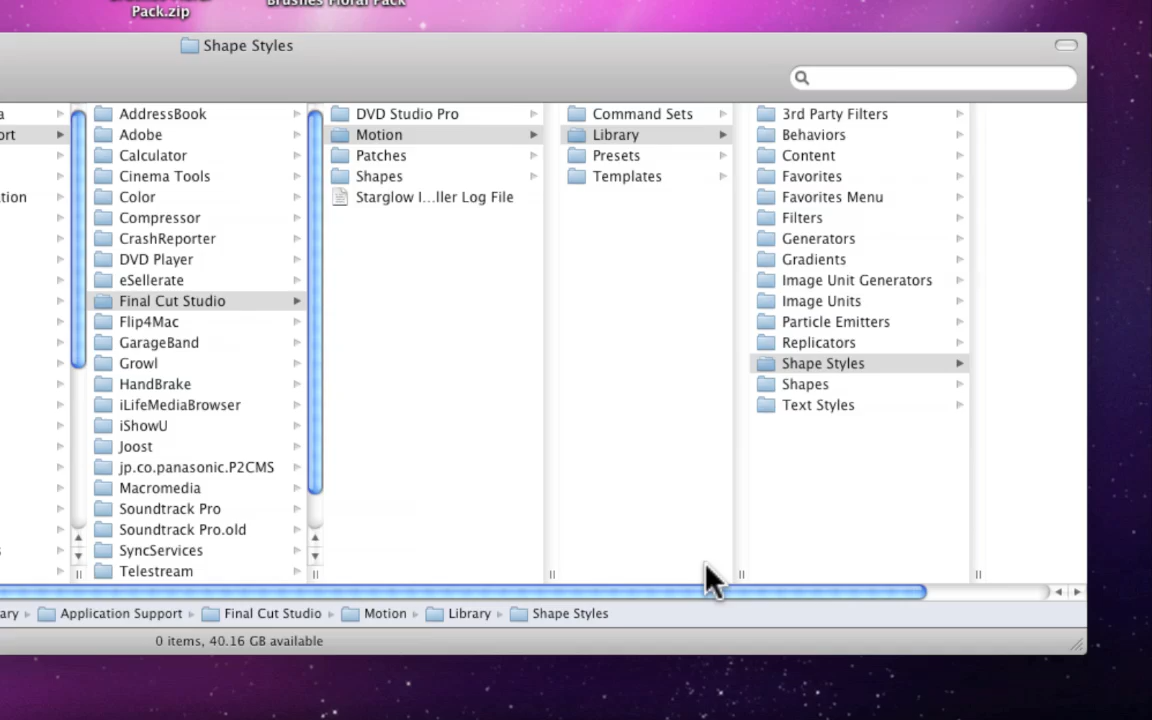 Pack.zip
Brushes Floral Pack
Shape Styles
AddressBook
Adobe
Calculator
Cinema Tools
Color
Compressor
CrashReporter
DVD Player
eSellerate
Final Cut Studio
Flip4Mac
GarageBand
Growl
HandBrake
iLifeMediaBrowser
iShowU
Joost
jp.co.panasonic.P2CMS
Macromedia
Soundtrack Pro
Soundtrack Pro.old
SyncServices
Telestream
DVD Studio Pro
Motion
Patches
Shapes
Starglow I...ller Log File
Command Sets
Library
Presets
Templates
3rd Party Filters
Behaviors
Content
Favorites
Favorites Menu
Filters
Generators
Gradients
Image Unit Generators
Image Units
Particle Emitters
Replicators
Shape Styles
Shapes
Text Styles
ary Application Support Final Cut Studio Motion Library Shape Styles
0 items, 40.16 GB available